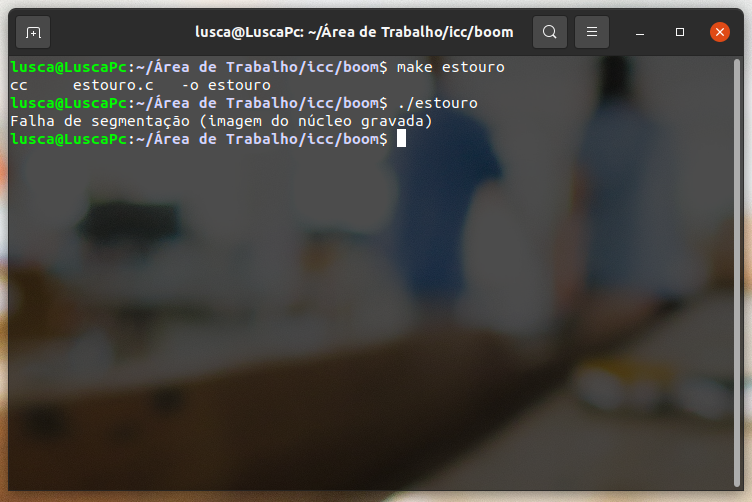 lusca@LuscaPc: ~/Área de Trabalho/icc/boom
lusca@LuscaPc:~/Área de Trabalho/icc/boom$ make estouro
cc     estouro.c   -o estouro
lusca@LuscaPc:~/Área de Trabalho/icc/boom$ ./estouro
Falha de segmentação (imagem do núcleo gravada)
lusca@LuscaPc:~/Área de Trabalho/icc/boom$